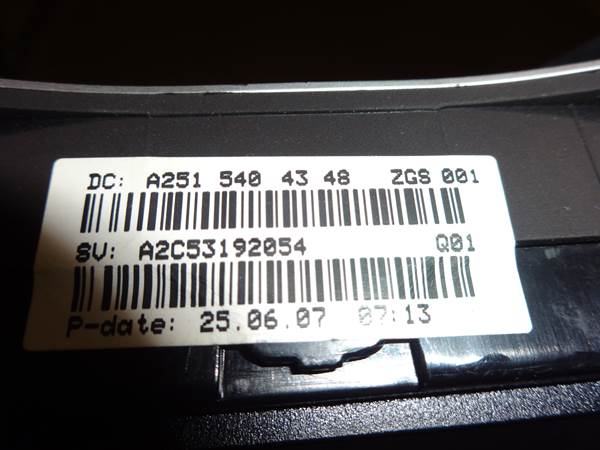 DC: A251 540 43 48 ZGS 001
SV: A2C53192054 Q01
P-date: 25.06.07 07:13